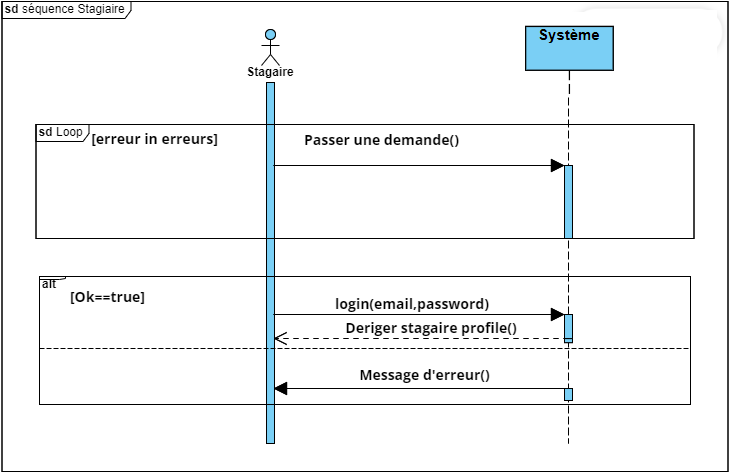 sd séquence Stagiaire
Système
Stagaire
sd Loop
[erreur in erreurs]
Passer une demande()
alt
[Ok==true]
login(email,password)
Deriger stagaire profile()
Message d'erreur()